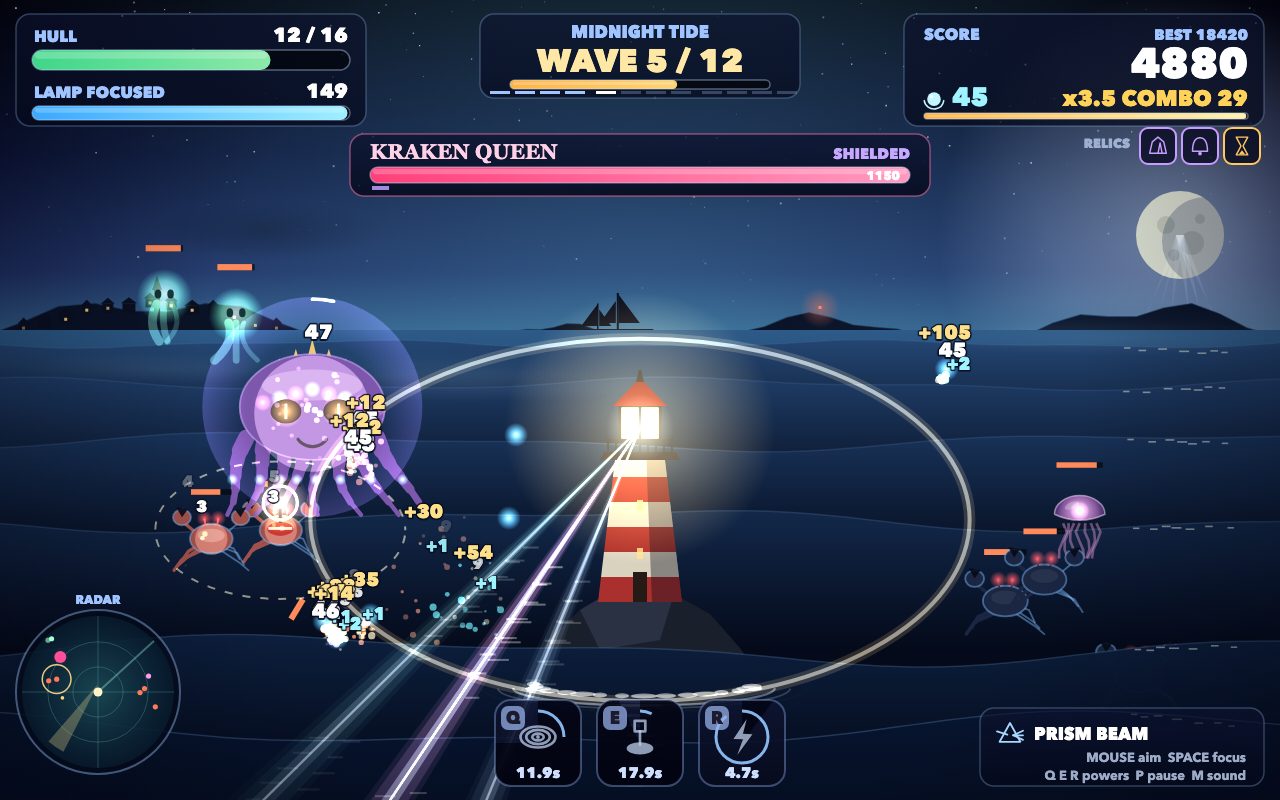 HULL 12 / 16
LAMP FOCUSED 149
MIDNIGHT TIDE
WAVE 5 / 12
SCORE BEST 18420
4880
45 x3.5 COMBO 29
RELICS
KRAKEN QUEEN SHIELDED
1150
47
+12
+12
45
+105
45
+2
3
3
+30
+1
+54
+1
+35
+14
46
+2
+1
RADAR
Q E R
11.9s 17.9s 4.7s
PRISM BEAM
MOUSE aim SPACE focus
Q E R powers P pause M sound